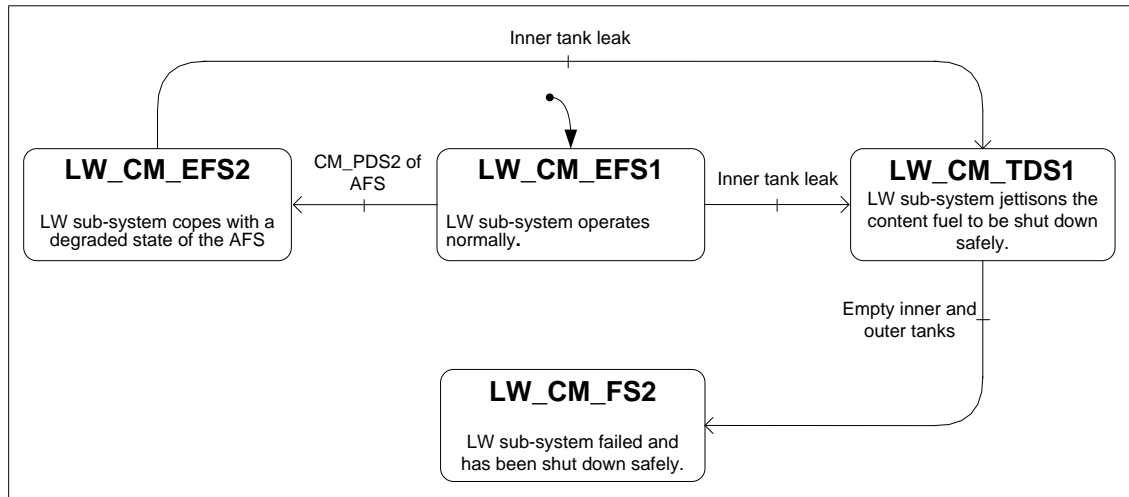 Inner tank leak
LW_CM_EFS2
LW sub-system copes with a
degraded state of the AFS
CM_PDS2 of
AFS
LW_CM_EFS1
LW sub-system operates
normally.
Inner tank leak
LW_CM_TDS1
LW sub-system jettisons the
content fuel to be shut down
safely.
Empty inner and
outer tanks
LW_CM_FS2
LW sub-system failed and
has been shut down safely.